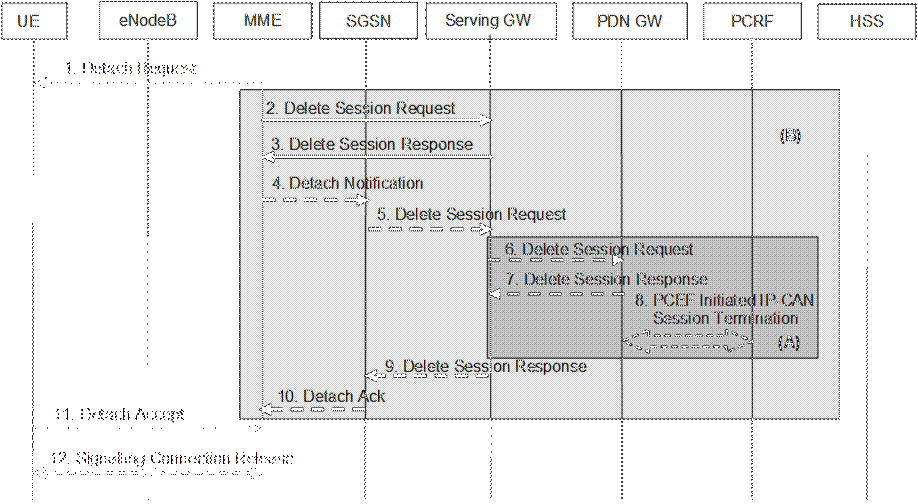 UE eNodeB MME SGSN Serving GW PDN GW PCRF HSS
1. Detach Request
2. Delete Session Request
(B)
3. Delete Session Response
4. Detach Notification
5. Delete Session Request
6. Delete Session Request
7. Delete Session Response
8. PCEF Initiated IP-CAN
Session Termination
(A)
9. Delete Session Response
10. Detach Ack
11. Detach Accept
12. Signaling Connection Release